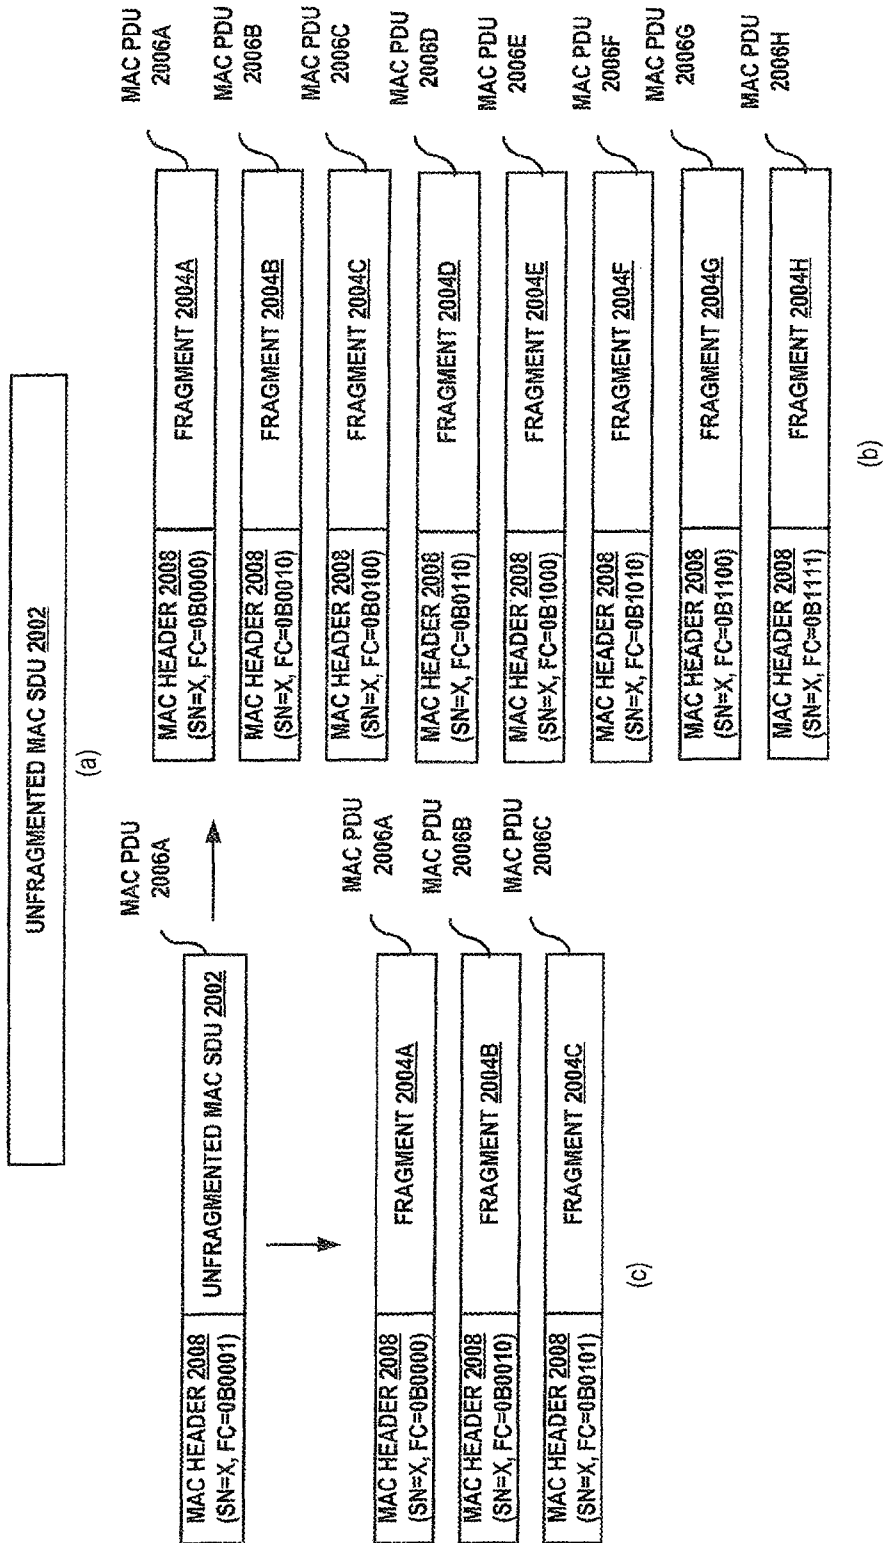 UNFRAGMENTED MAC SDU 2002
(a)
MAC PDU
2006A
MAC HEADER 2008
(SN=X, FC=0B0001)
UNFRAGMENTED MAC SDU 2002
MAC PDU
2006A
MAC HEADER 2008
(SN=X, FC=0B0000)
FRAGMENT 2004A
MAC PDU
2006B
MAC HEADER 2008
(SN=X, FC=0B0010)
FRAGMENT 2004B
MAC PDU
2006C
MAC HEADER 2008
(SN=X, FC=0B0101)
FRAGMENT 2004C
(c)
MAC PDU
2006A
MAC HEADER 2008
(SN=X, FC=0B0000)
FRAGMENT 2004A
MAC PDU
2006B
MAC HEADER 2008
(SN=X, FC=0B0010)
FRAGMENT 2004B
MAC PDU
2006C
MAC HEADER 2008
(SN=X, FC=0B0100)
FRAGMENT 2004C
MAC PDU
2006D
MAC HEADER 2008
(SN=X, FC=0B0110)
FRAGMENT 2004D
MAC PDU
2006E
MAC HEADER 2008
(SN=X, FC=0B1000)
FRAGMENT 2004E
MAC PDU
2006F
MAC HEADER 2008
(SN=X, FC=0B1010)
FRAGMENT 2004F
MAC PDU
2006G
MAC HEADER 2008
(SN=X, FC=0B1100)
FRAGMENT 2004G
MAC PDU
2006H
MAC HEADER 2008
(SN=X, FC=0B1111)
FRAGMENT 2004H
(b)